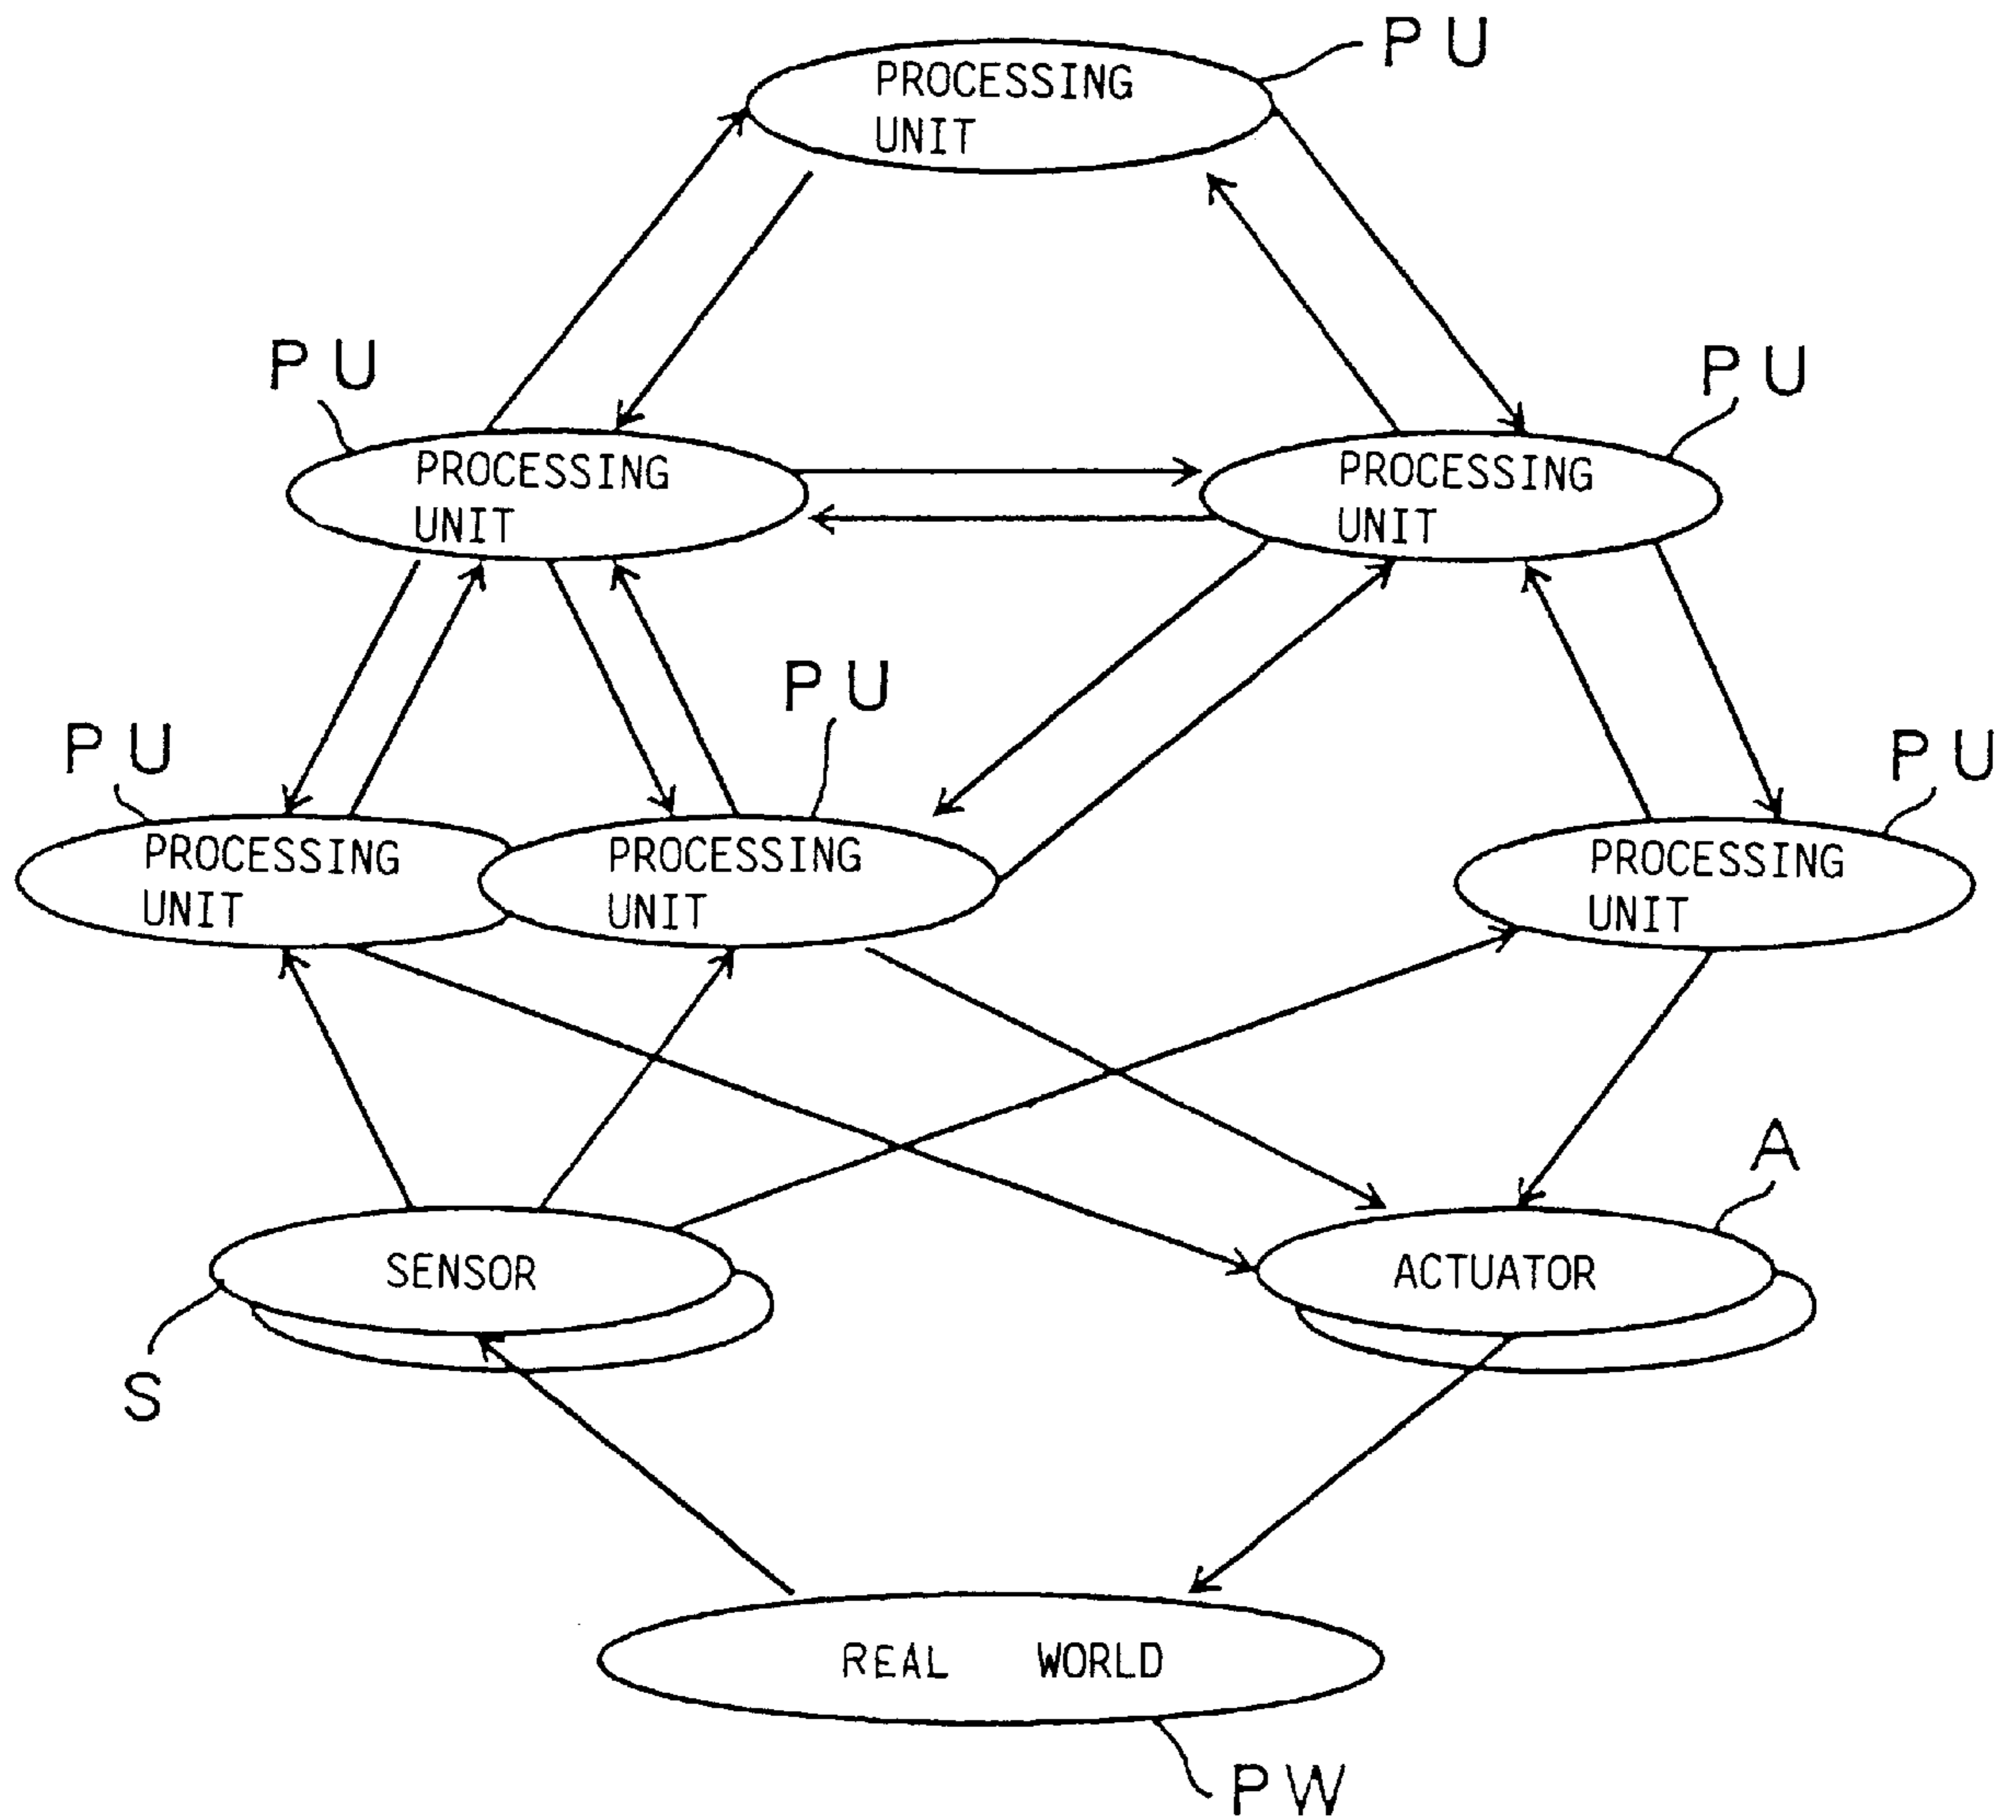 PU
PROCESSING
UNIT
PU
PU
PROCESSING
UNIT
PROCESSING
UNIT
PU
PU
PU
PROCESSING
UNIT
PROCESSING
UNIT
PROCESSING
UNIT
A
SENSOR
ACTUATOR
S
REAL WORLD
PW